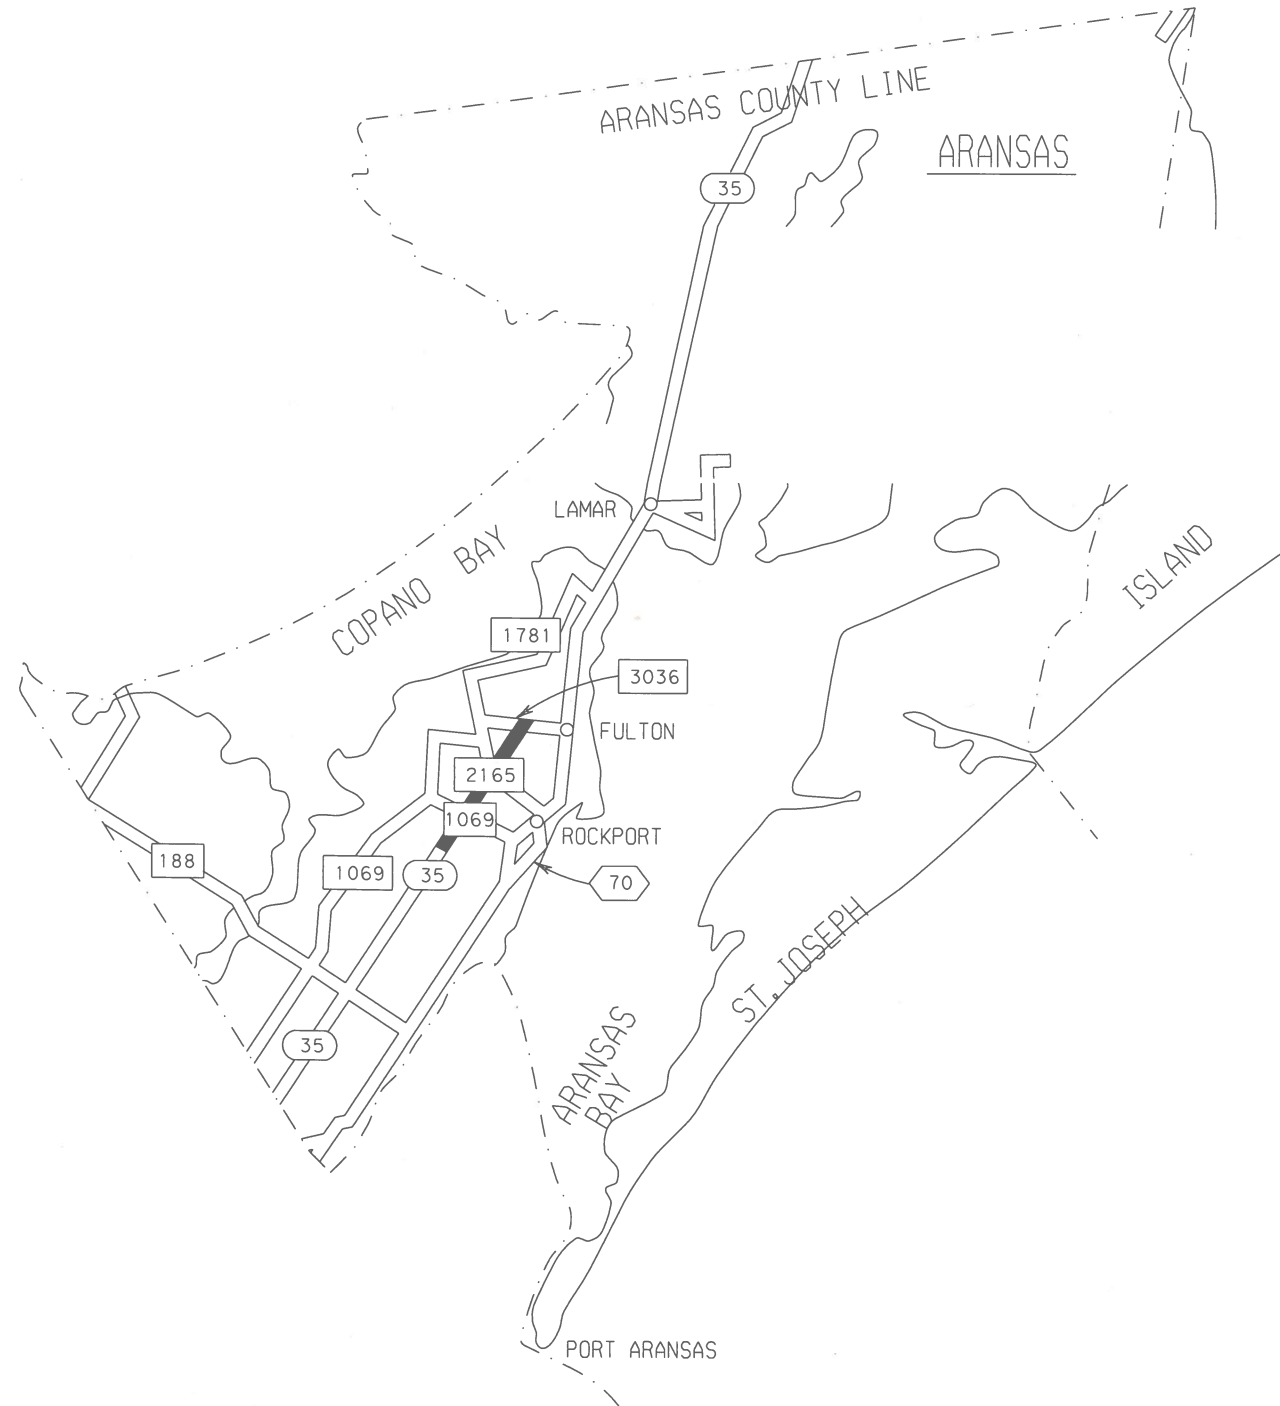 ARANSAS COUNTY LINE
ARANSAS
35
LAMAR
COPANO BAY
ISLAND
1781
3036
FULTON
2165
1069
ROCKPORT
188
1069
35
70
ST. JOSEPH
35
ARANSAS
BAY
PORT ARANSAS